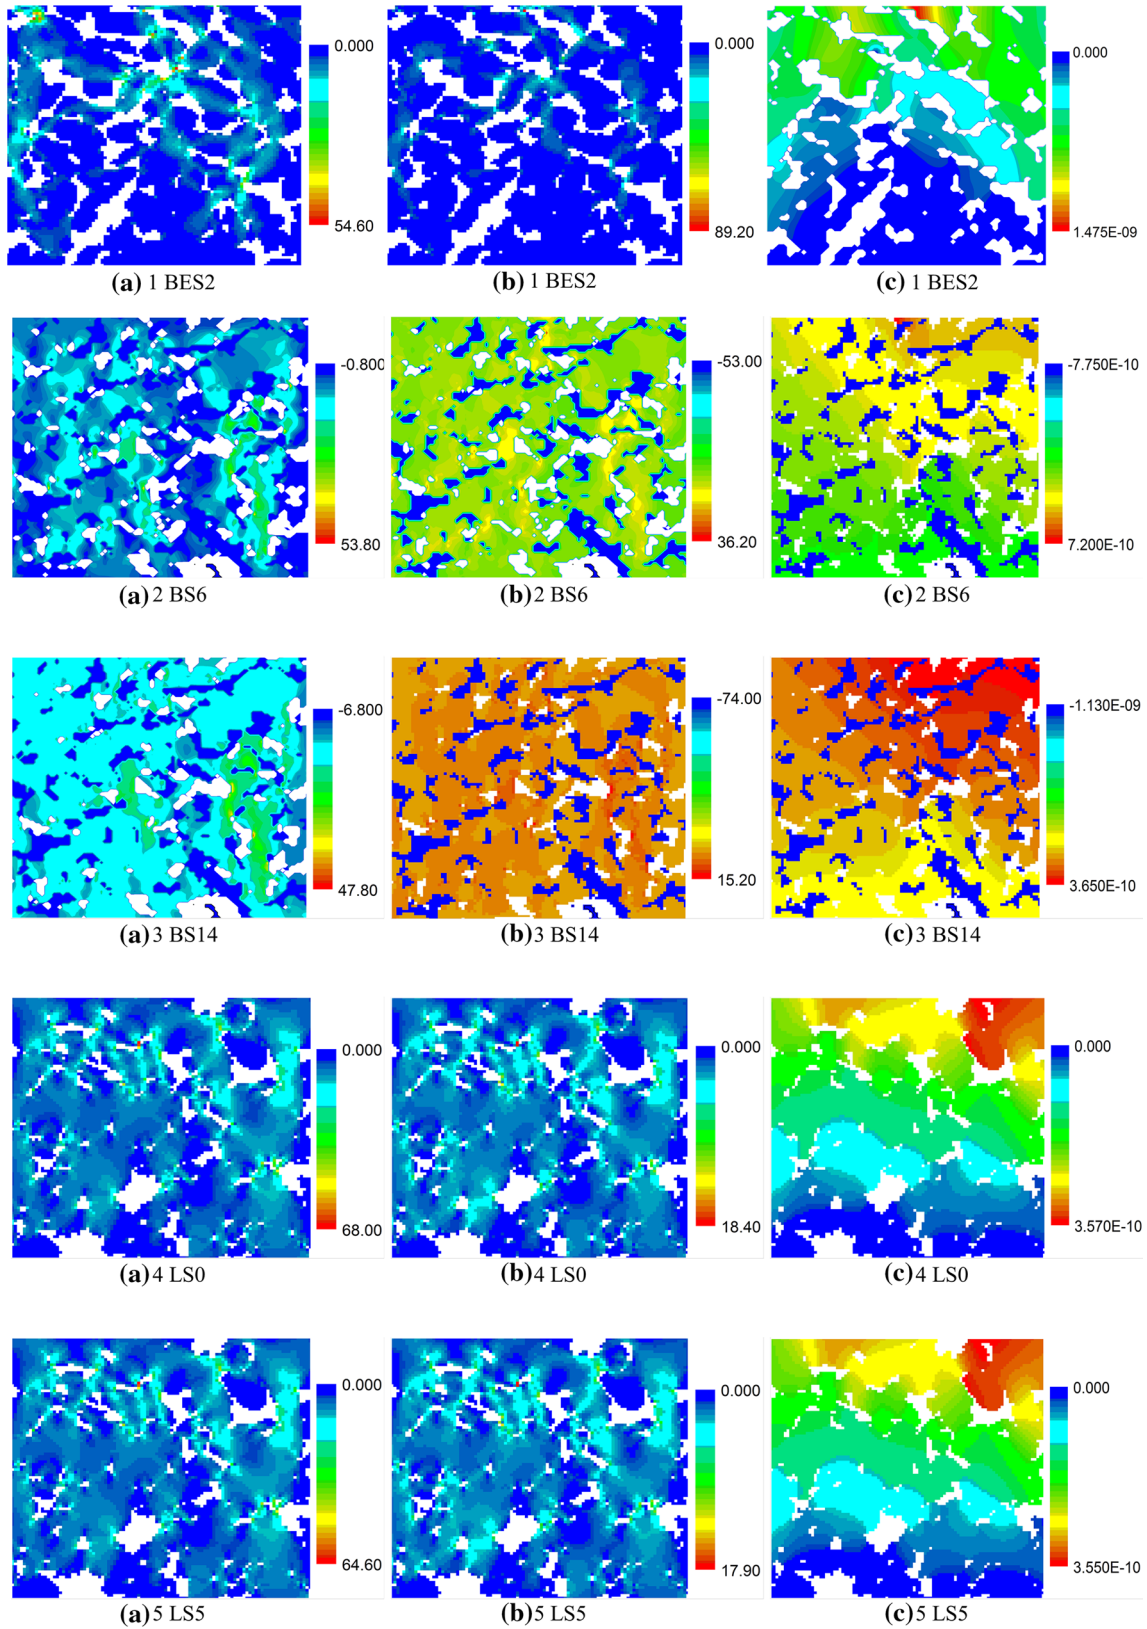 0.000
54.60
0.000
89.20
0.000
1.475E-09
(a) 1 BES2
(b) 1 BES2
(c) 1 BES2
-0.800
53.80
-53.00
36.20
-7.750E-10
7.200E-10
(a) 2 BS6
(b) 2 BS6
(c) 2 BS6
-6.800
47.80
-74.00
15.20
-1.130E-09
3.650E-10
(a) 3 BS14
(b) 3 BS14
(c) 3 BS14
0.000
68.00
0.000
18.40
0.000
3.570E-10
(a) 4 LS0
(b) 4 LS0
(c) 4 LS0
0.000
64.60
0.000
17.90
0.000
3.550E-10
(a) 5 LS5
(b) 5 LS5
(c) 5 LS5